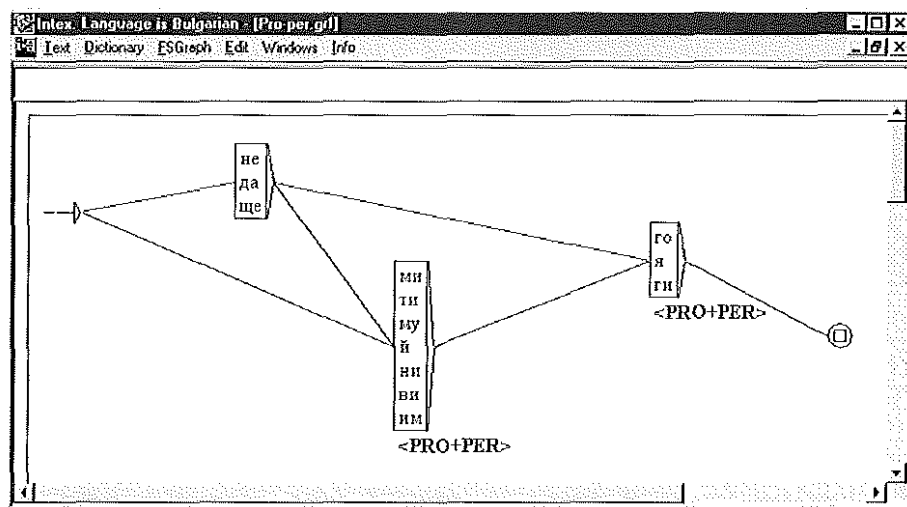 Intex. Language is Bulgarian - [Pro-per.grf]
Text Dictionary FSGraph Edit Windows Info
не
да
ще
го
я
ги
<PRO+PER>
ми
ти
му
й
ни
ви
им
<PRO+PER>